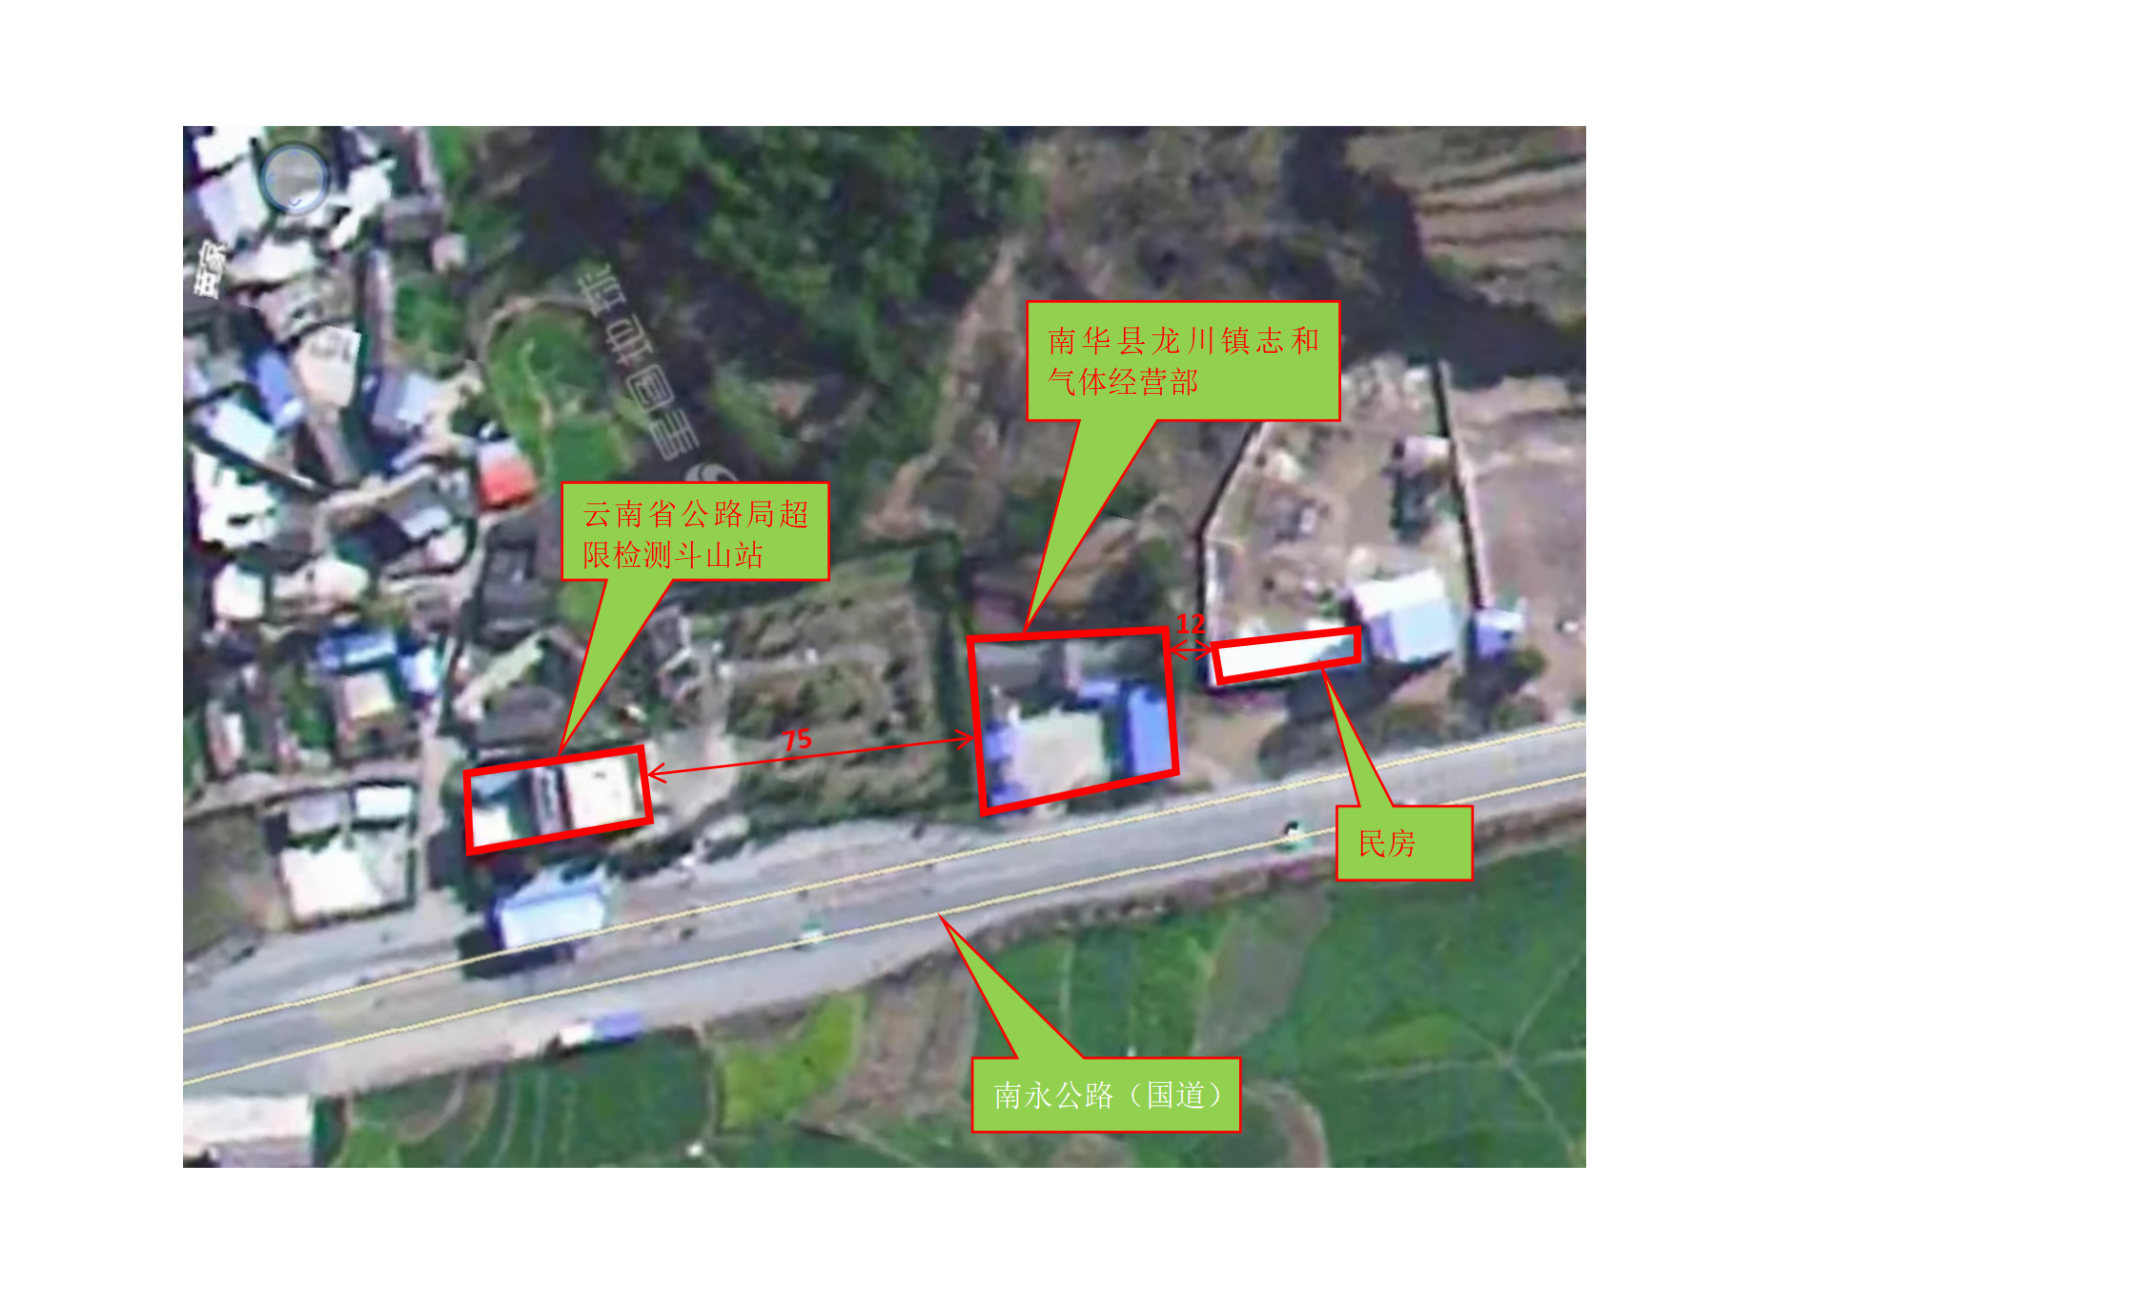 南华县龙川镇志和
气体经营部
云南省公路局超
限检测斗山站
12
75
民房
南永公路（国道）